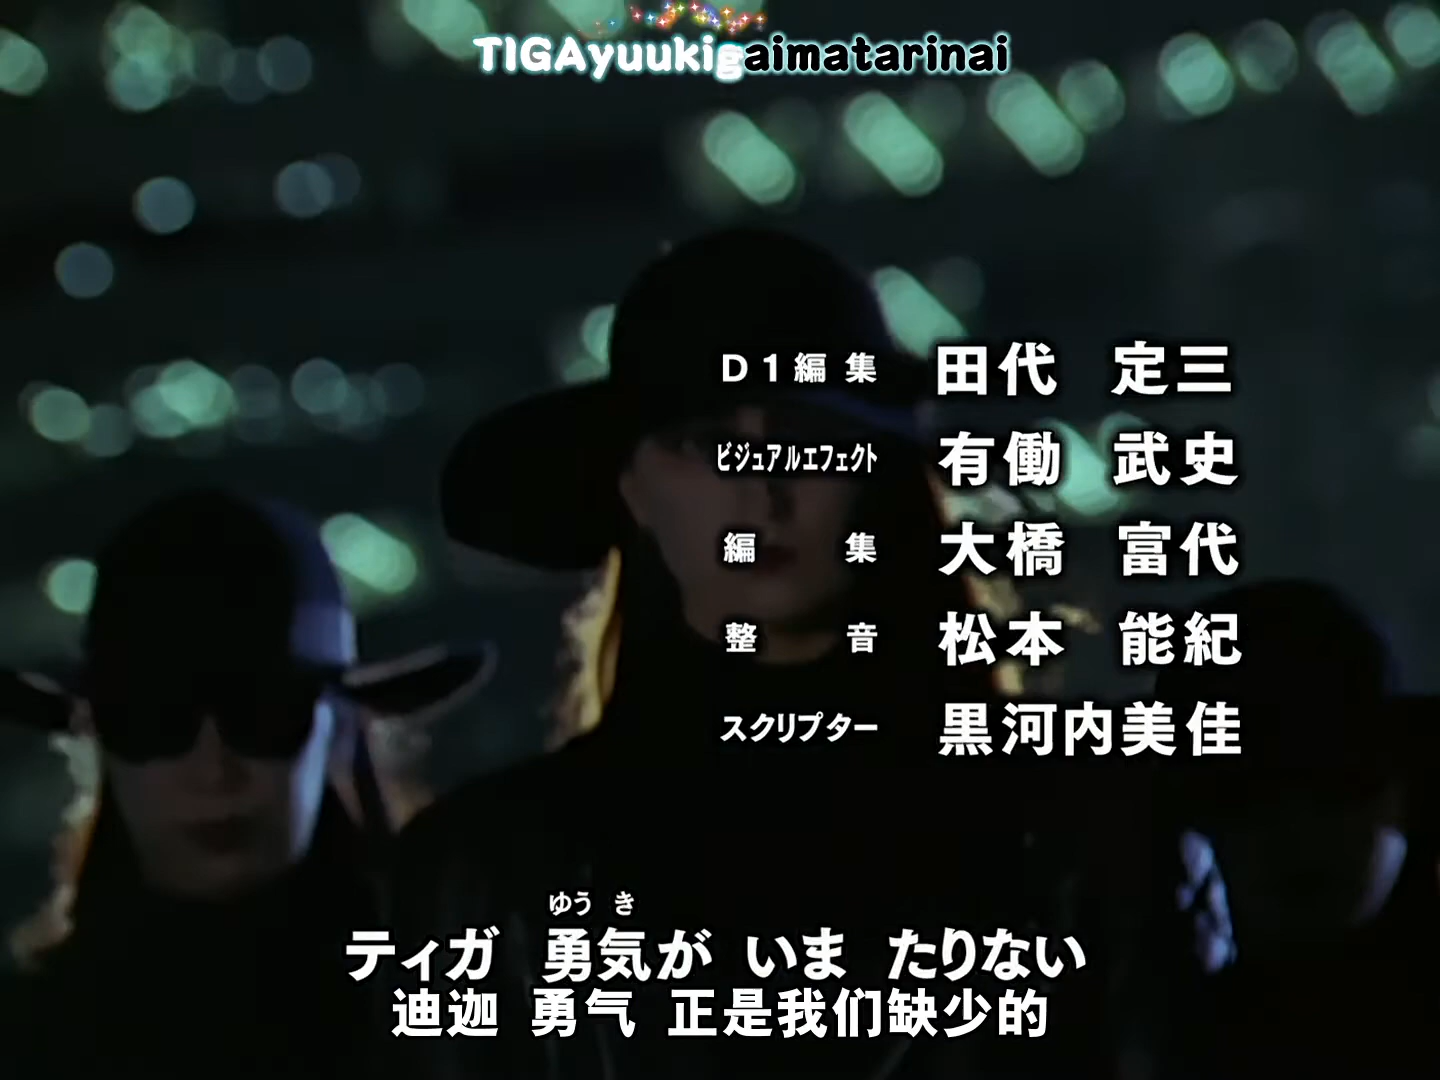 TIGAyuukigaimatarinai
D1編集 田代 定三
ビジュアルエフェクト 有働 武史
編集 大橋 富代
整音 松本 能紀
スクリプター 黒河内美佳
ゆうき
ティガ 勇気が いま たりない
迪迦 勇气 正是我们缺少的